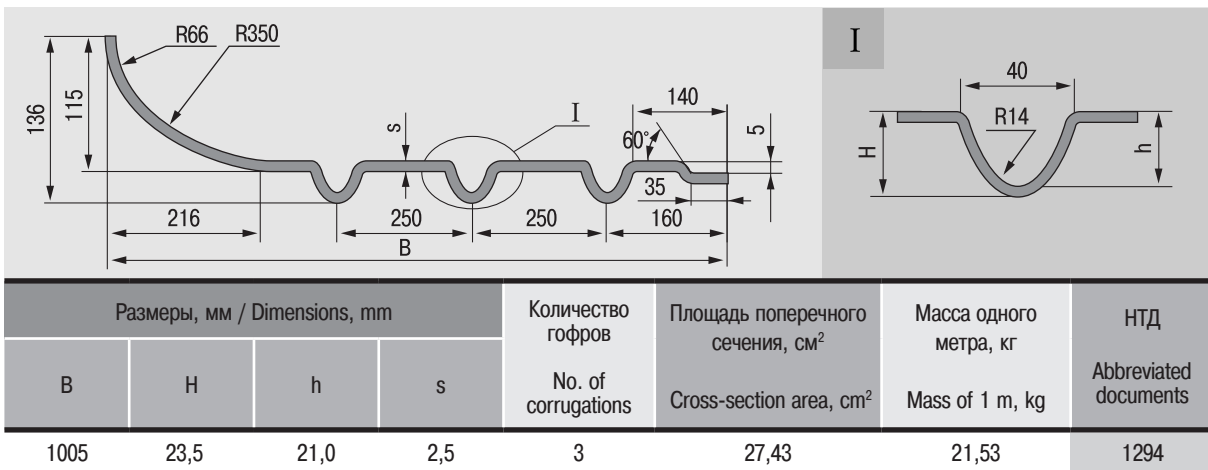 R66
R350
I
136
115
s
I
140
60°
5
35
216
250
250
160
B
40
R14
H
h
Размеры, мм / Dimensions, mm
Количество
гофров
No. of
corrugations
Площадь поперечного
сечения, см²
Cross-section area, cm²
Масса одного
метра, кг
Mass of 1 m, kg
НТД
Abbreviated
documents
B
H
h
s
1005
23,5
21,0
2,5
3
27,43
21,53
1294